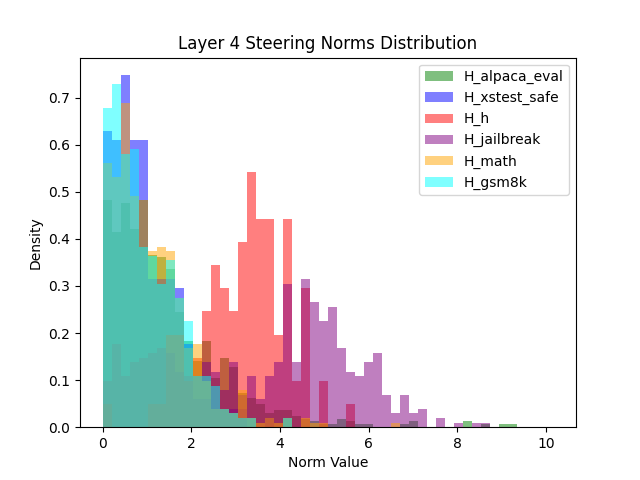 Layer 4 Steering Norms Distribution
H_alpaca_eval
H_xstest_safe
H_h
H_jailbreak
H_math
H_gsm8k
Density
0.7
0.6
0.5
0.4
0.3
0.2
0.1
0.0
0 2 4 6 8 10
Norm Value